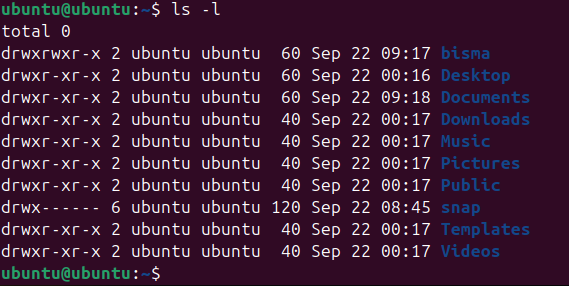 ubuntu@ubuntu:~$ ls -l
total 0
drwxrwxr-x 2 ubuntu ubuntu  60 Sep 22 09:17 bisma
drwxr-xr-x 2 ubuntu ubuntu  60 Sep 22 00:16 Desktop
drwxr-xr-x 2 ubuntu ubuntu  60 Sep 22 09:18 Documents
drwxr-xr-x 2 ubuntu ubuntu  40 Sep 22 00:17 Downloads
drwxr-xr-x 2 ubuntu ubuntu  40 Sep 22 00:17 Music
drwxr-xr-x 2 ubuntu ubuntu  40 Sep 22 00:17 Pictures
drwxr-xr-x 2 ubuntu ubuntu  40 Sep 22 00:17 Public
drwx------ 6 ubuntu ubuntu 120 Sep 22 08:45 snap
drwxr-xr-x 2 ubuntu ubuntu  40 Sep 22 00:17 Templates
drwxr-xr-x 2 ubuntu ubuntu  40 Sep 22 00:17 Videos
ubuntu@ubuntu:~$